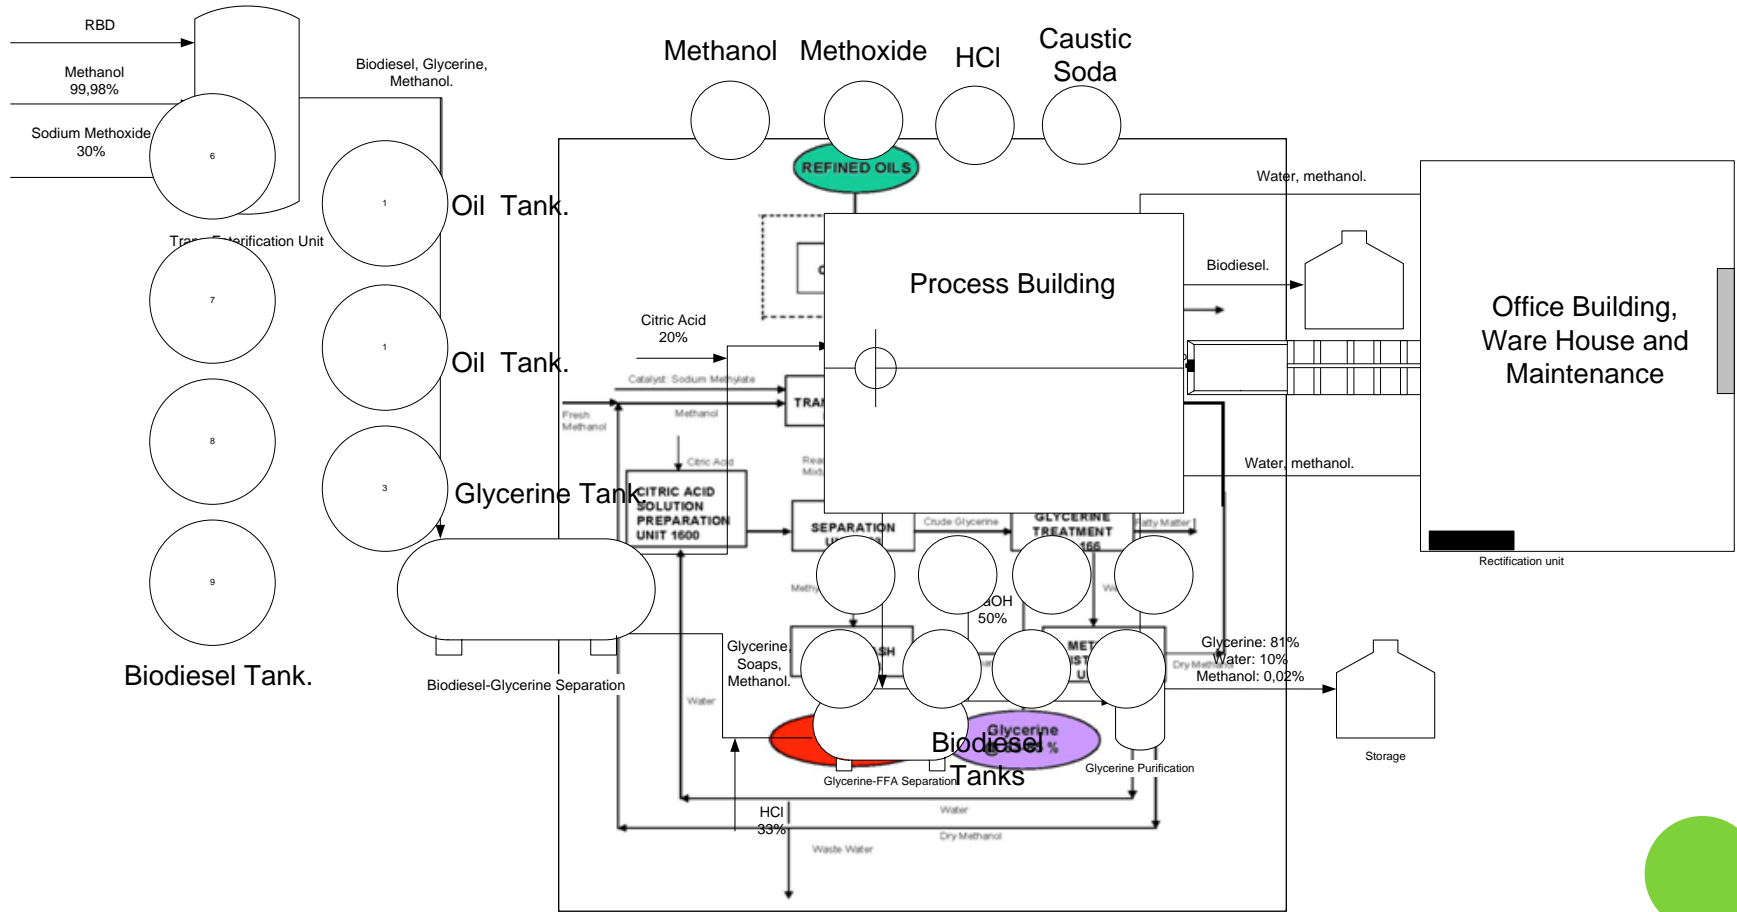 RBD
Methanol
99,98%
Sodium Methoxide
30%
Biodiesel, Glycerine,
Methanol.
Methanol
Methoxide
HCl
Caustic
Soda
REFINED OILS
6
1
Oil Tank.
Unit
7
1
Oil Tank.
8
3
Glycerine Tank.
9
Biodiesel Tank.
Biodiesel-Glycerine Separation
Process Building
Water, methanol.
Biodiesel.
Office Building,
Ware House and
Maintenance
Water, methanol.
Rectification unit
Citric Acid
20%
Catalyst: Sodium Methylate
Fresh
Methanol
Methanol
Citric Acid
CITRIC ACID
SOLUTION
PREPARATION
UNIT 1600
SEPARATION
Crude Glycerine
GLYCERINE
TREATMENT
Fatty Matter
50%
Glycerine,
Soaps,
Methanol.
Glycerine: 81%
Water: 10%
Methanol: 0,02%
Dry Methanol
Water
Glycerine
Biodiesel
Tanks
Glycerine-FFA Separation
Glycerine Purification
Storage
HCl
33%
Water
Dry Methanol
Waste Water